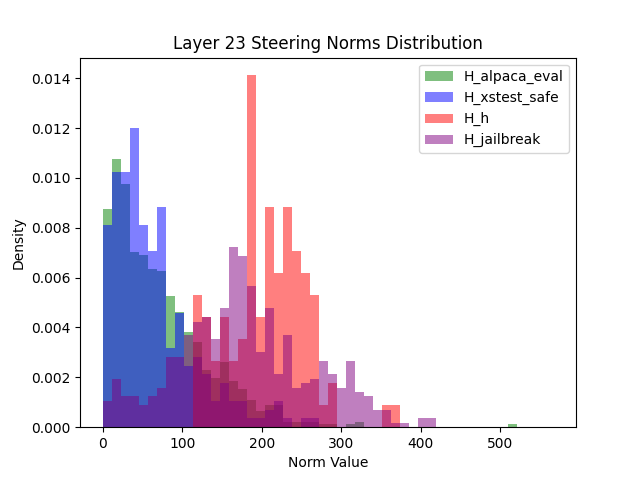 Layer 23 Steering Norms Distribution
H_alpaca_eval
H_xstest_safe
H_h
H_jailbreak
0.014
0.012
0.010
0.008
0.006
0.004
0.002
0.000
Density
0 100 200 300 400 500
Norm Value